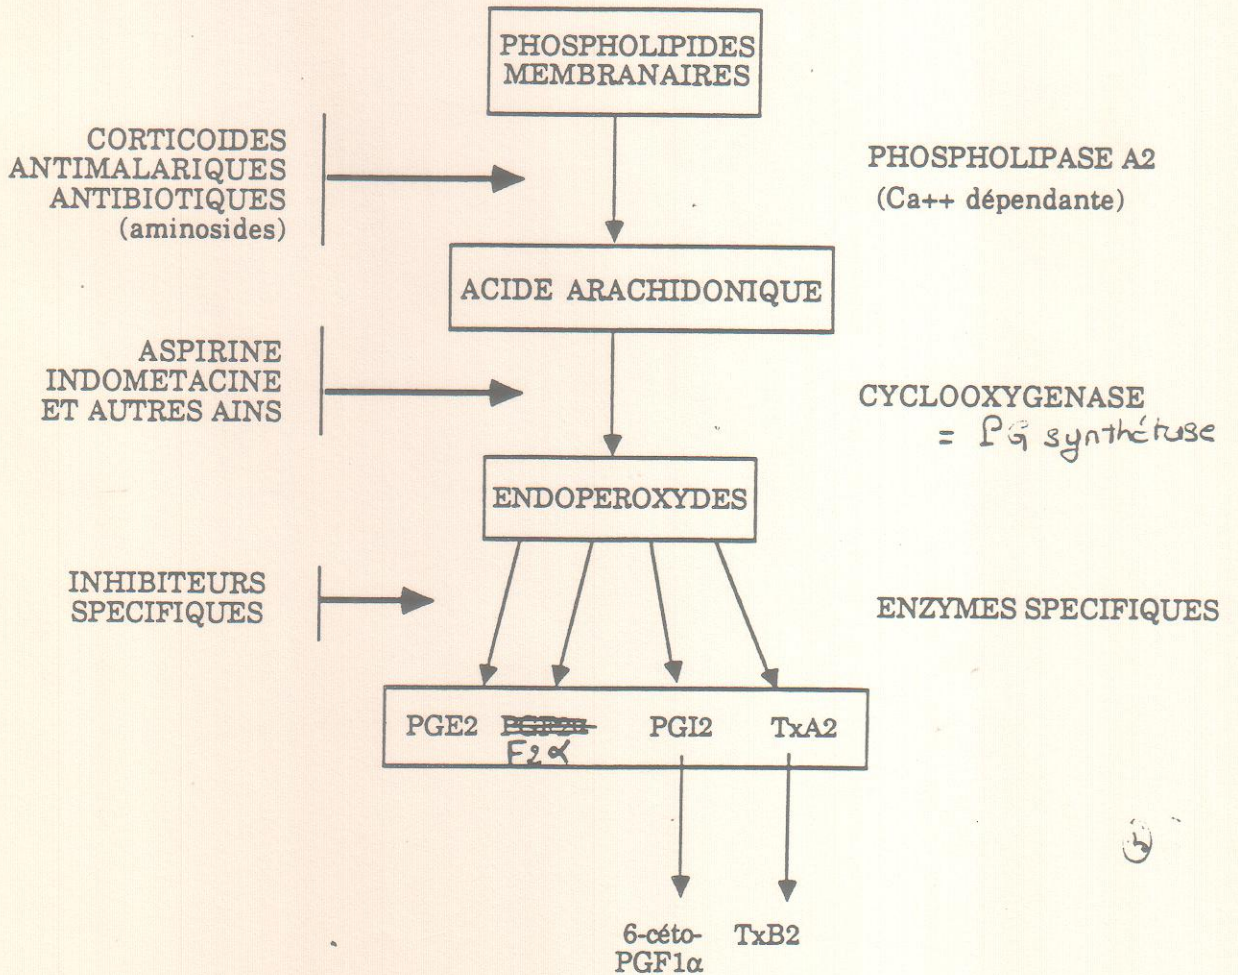 PHOSPHOLIPIDES
MEMBRANAIRES
CORTICOIDES
ANTIMALARIQUES
ANTIBIOTIQUES
(aminosides)
PHOSPHOLIPASE A2
(Ca++ dépendante)
ACIDE ARACHIDONIQUE
ASPIRINE
INDOMETACINE
ET AUTRES AINS
CYCLOOXYGENASE
= PG synthétase
ENDOPEROXYDES
INHIBITEURS
SPECIFIQUES
ENZYMES SPECIFIQUES
PGE2 PGI2 TxA2
F2α
6-céto-
PGF1α
TxB2